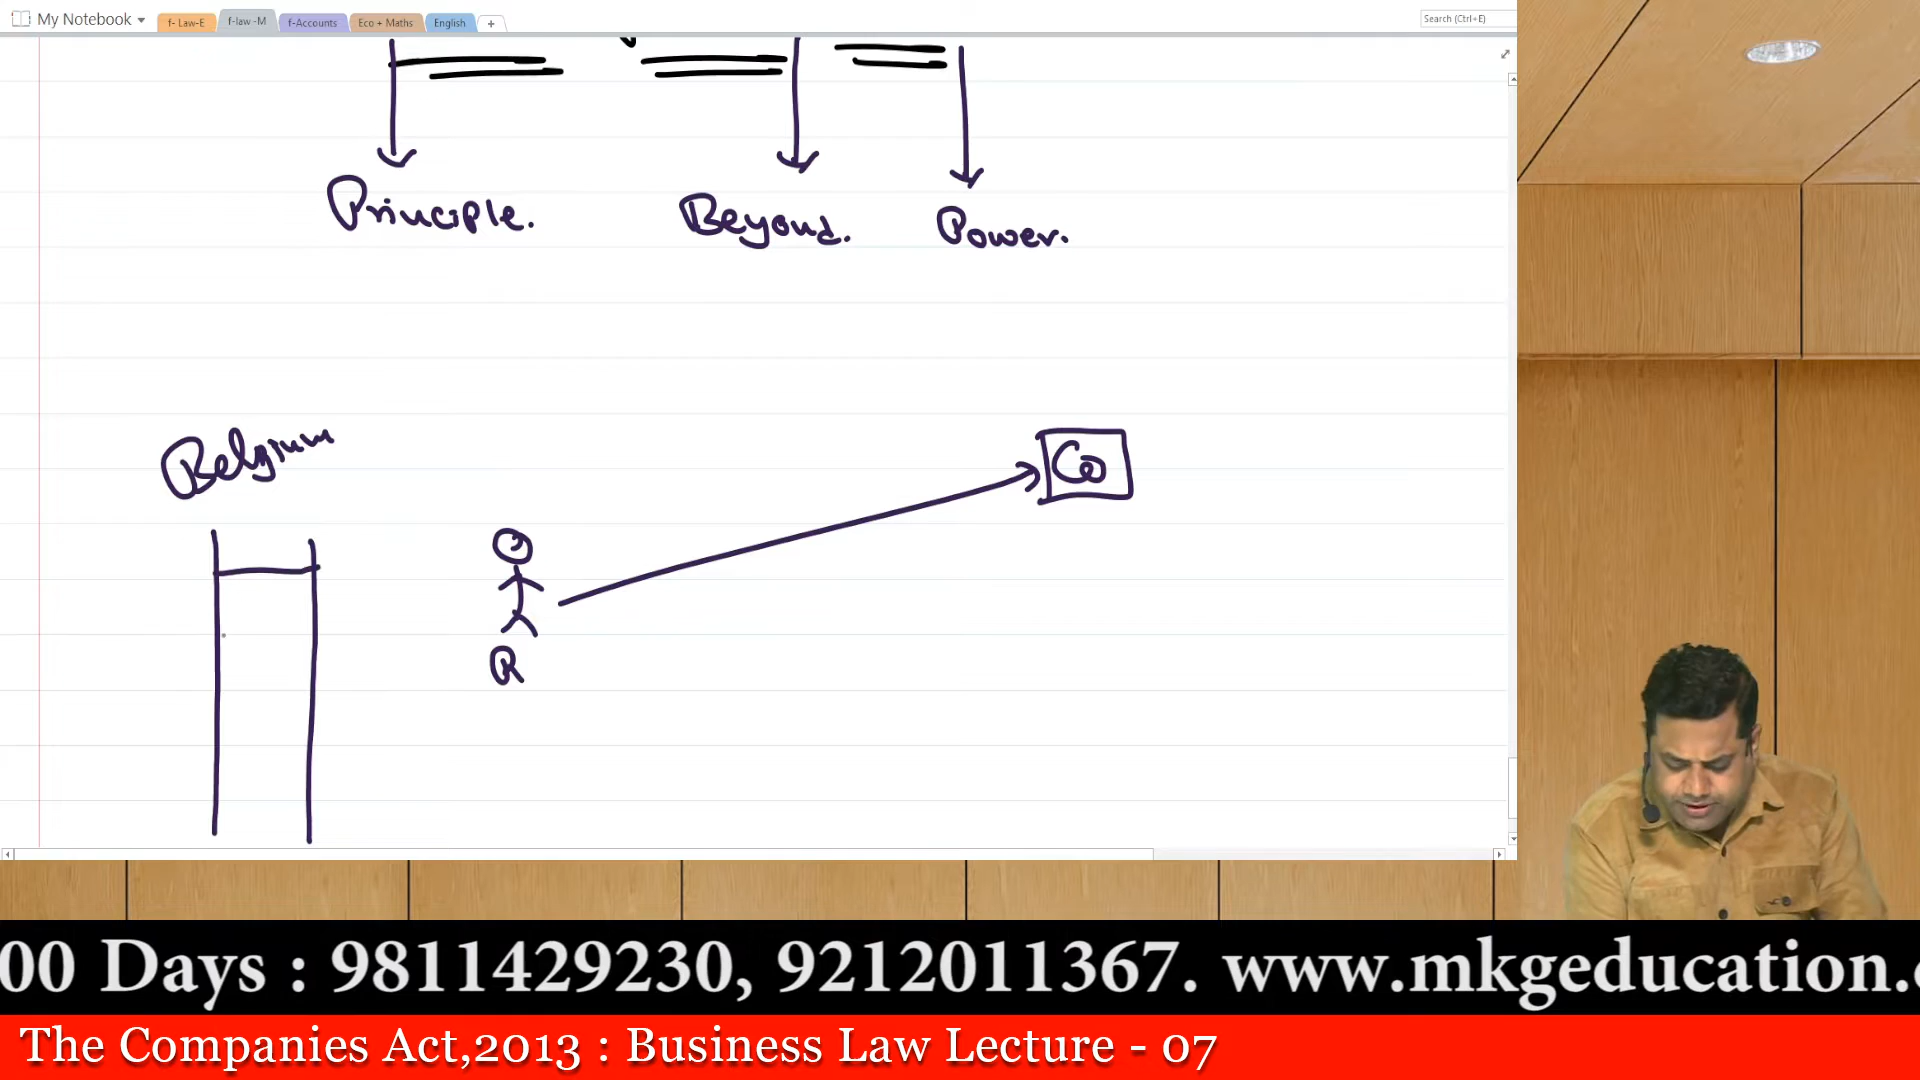 My Notebook f- Law-E f-law -M f-Accounts Eco + Maths English + Search (Ctrl+E)
Principle. Beyond. Power.
Belgium
Co
R
00 Days : 9811429230, 9212011367. www.mkgeducation.
The Companies Act,2013 : Business Law Lecture - 07